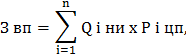 n
З вп = ∑ Q i ни x P i цп,
i=1